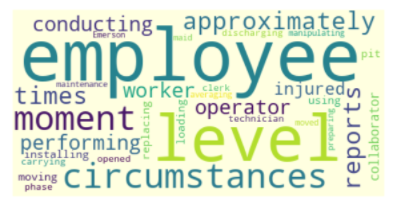 conducting approximately
Emerson maid discharging manipulating
employee pit
maintenance averaging
times worker clerk injured using
moment operator reports
replacing loading technician moved preparing collaborator
performing level
installing opened
carrying
moving circumstances
phase